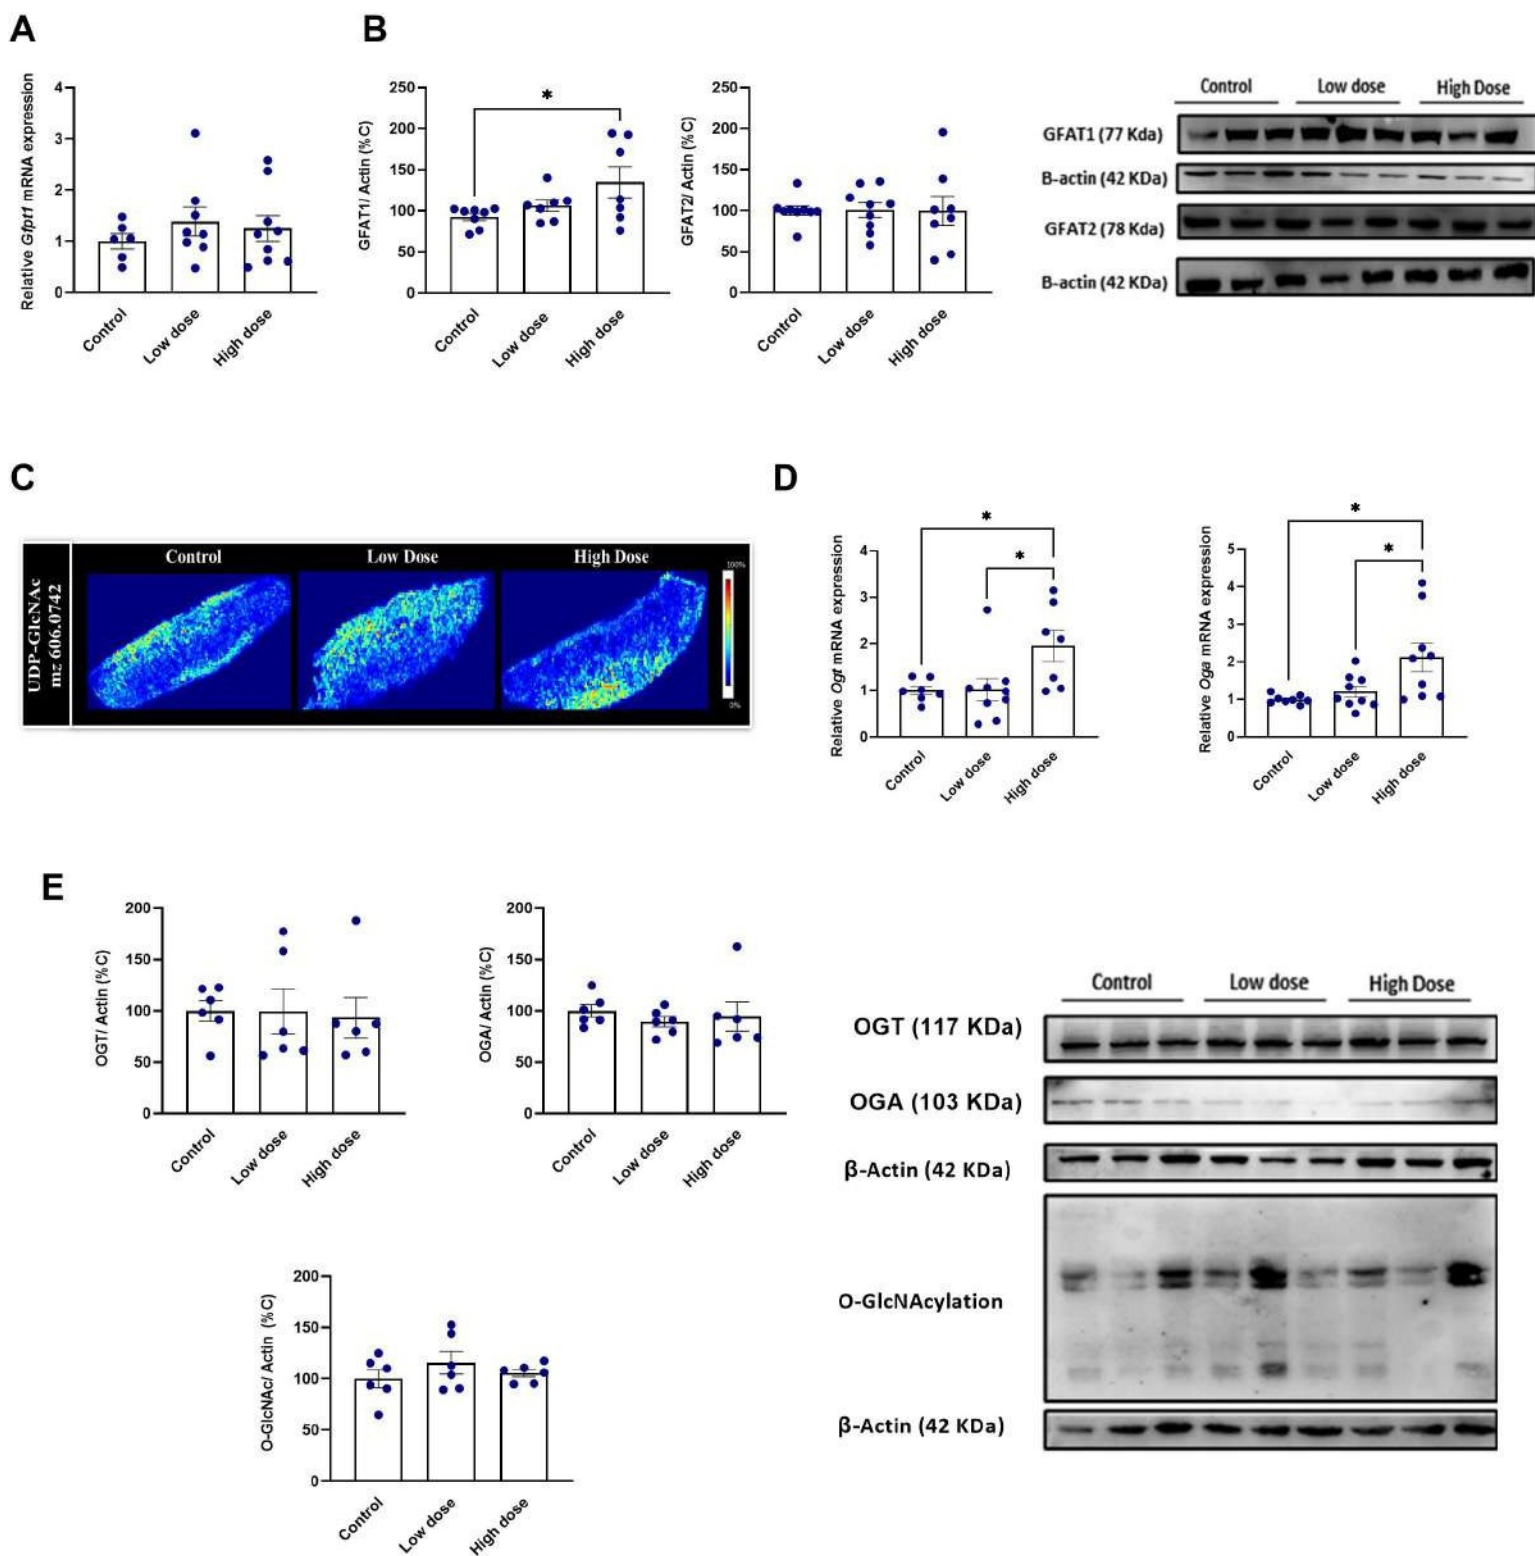 A
B
Relative Gfpt1 mRNA expression
4
3
2
1
0
Control
Low dose
High dose
GFAT1/ Actin (%C)
250
200
150
100
50
0
*
Control
Low dose
High dose
GFAT2/ Actin (%C)
250
200
150
100
50
0
Control
Low dose
High dose
Control
Low dose
High Dose
GFAT1 (77 Kda)
B-actin (42 KDa)
GFAT2 (78 Kda)
B-actin (42 KDa)
C
UDP-GlcNAc
mz 606.0742
Control
Low Dose
High Dose
100%
0%
D
Relative Ogt mRNA expression
4
3
2
1
0
*
*
Control
Low dose
High dose
Relative Oga mRNA expression
5
4
3
2
1
0
*
*
Control
Low dose
High dose
E
OGT/ Actin (%C)
200
150
100
50
0
Control
Low dose
High dose
OGA/ Actin (%C)
200
150
100
50
0
Control
Low dose
High dose
O-GlcNAc/ Actin (%C)
200
150
100
50
0
Control
Low dose
High dose
Control
Low dose
High Dose
OGT (117 KDa)
OGA (103 KDa)
β-Actin (42 KDa)
O-GlcNAcylation
β-Actin (42 KDa)